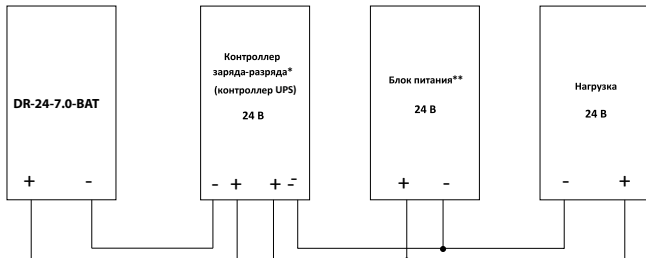 DR-24-7.0-BAT
+ -
Контроллер
заряда-разряда*
(контроллер UPS)
24 В
- + + - -
Блок питания**
24 В
+ -
Нагрузка
24 В
- +